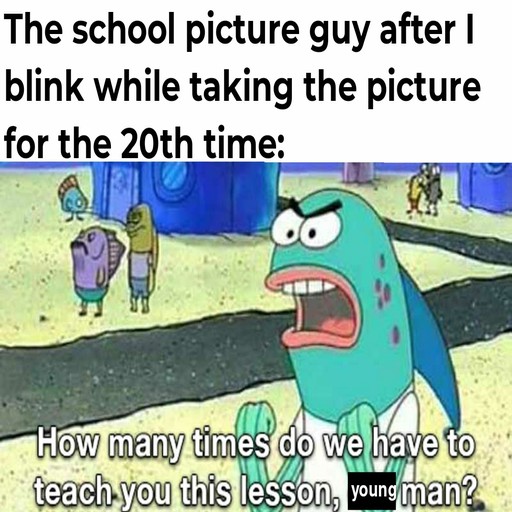 The school picture guy after I
blink while taking the picture
for the 20th time:
How many times do we have to
teach you this lesson, young man?